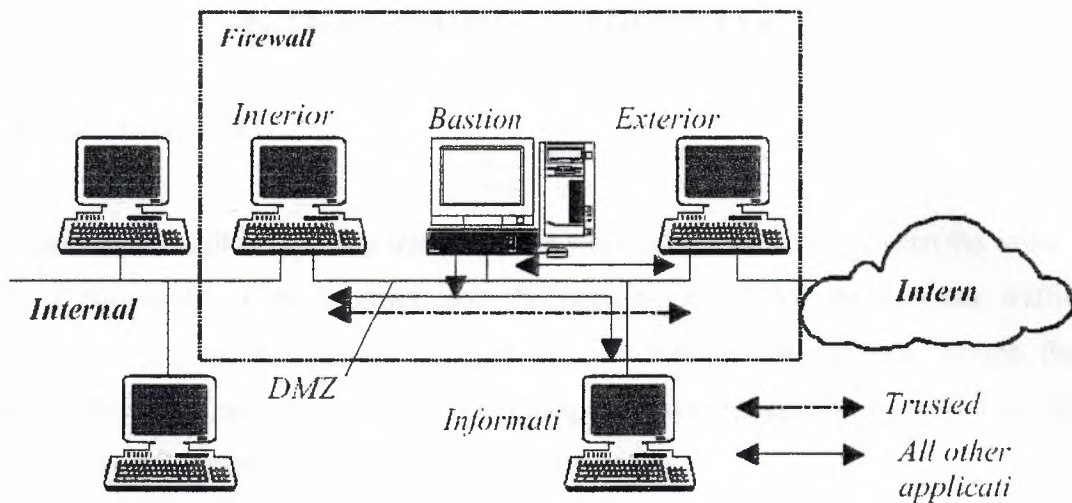 Firewall
Interior
Bastion
Exterior
Internal
Intern
DMZ
Informati
Trusted
All other
applicati